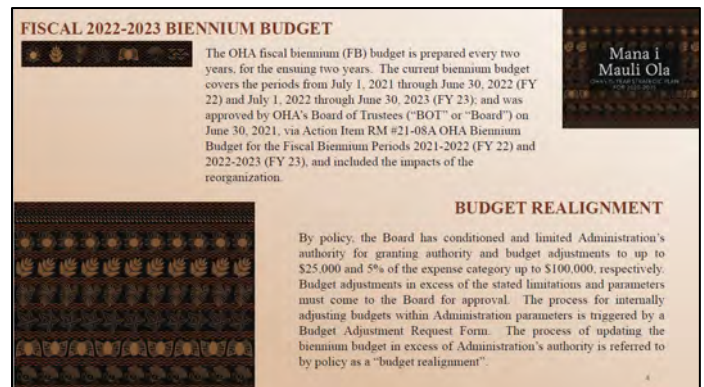 FISCAL 2022-2023 BIENNIUM BUDGET
The OHA fiscal biennium (FB) budget is prepared every two
years, for the ensuing two years. The current biennium budget
covers the periods from July 1, 2021 through June 30, 2022 (FY
22) and July 1, 2022 through June 30, 2023 (FY 23); and was
approved by OHA's Board of Trustees ("BOT" or "Board") on
June 30, 2021, via Action Item RM #21-08A OHA Biennium
Budget for the Fiscal Biennium Periods 2021-2022 (FY 22) and
2022-2023 (FY 23), and included the impacts of the
reorganization.
Mana i
Mauli Ola
BUDGET REALIGNMENT
By policy, the Board has conditioned and limited Administration's
authority for granting authority and budget adjustments to up to
$25,000 and 5% of the expense category up to $100,000, respectively.
Budget adjustments in excess of the stated limitations and parameters
must come to the Board for approval. The process for internally
adjusting budgets within Administration parameters is triggered by a
Budget Adjustment Request Form. The process of updating the
biennium budget in excess of Administration's authority is referred to
by policy as a "budget realignment".
4